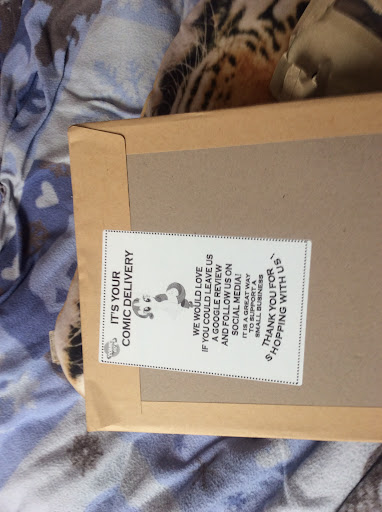 IT'S YOUR
COMIC DELIVERY
WE WOULD LOVE
IF YOU COULD LEAVE US
A GOOGLE REVIEW
AND FOLLOW US ON
SOCIAL MEDIA!
IT IS A GREAT WAY
TO SUPPORT A
SMALL BUSINESS
THANK YOU FOR
SHOPPING WITH US